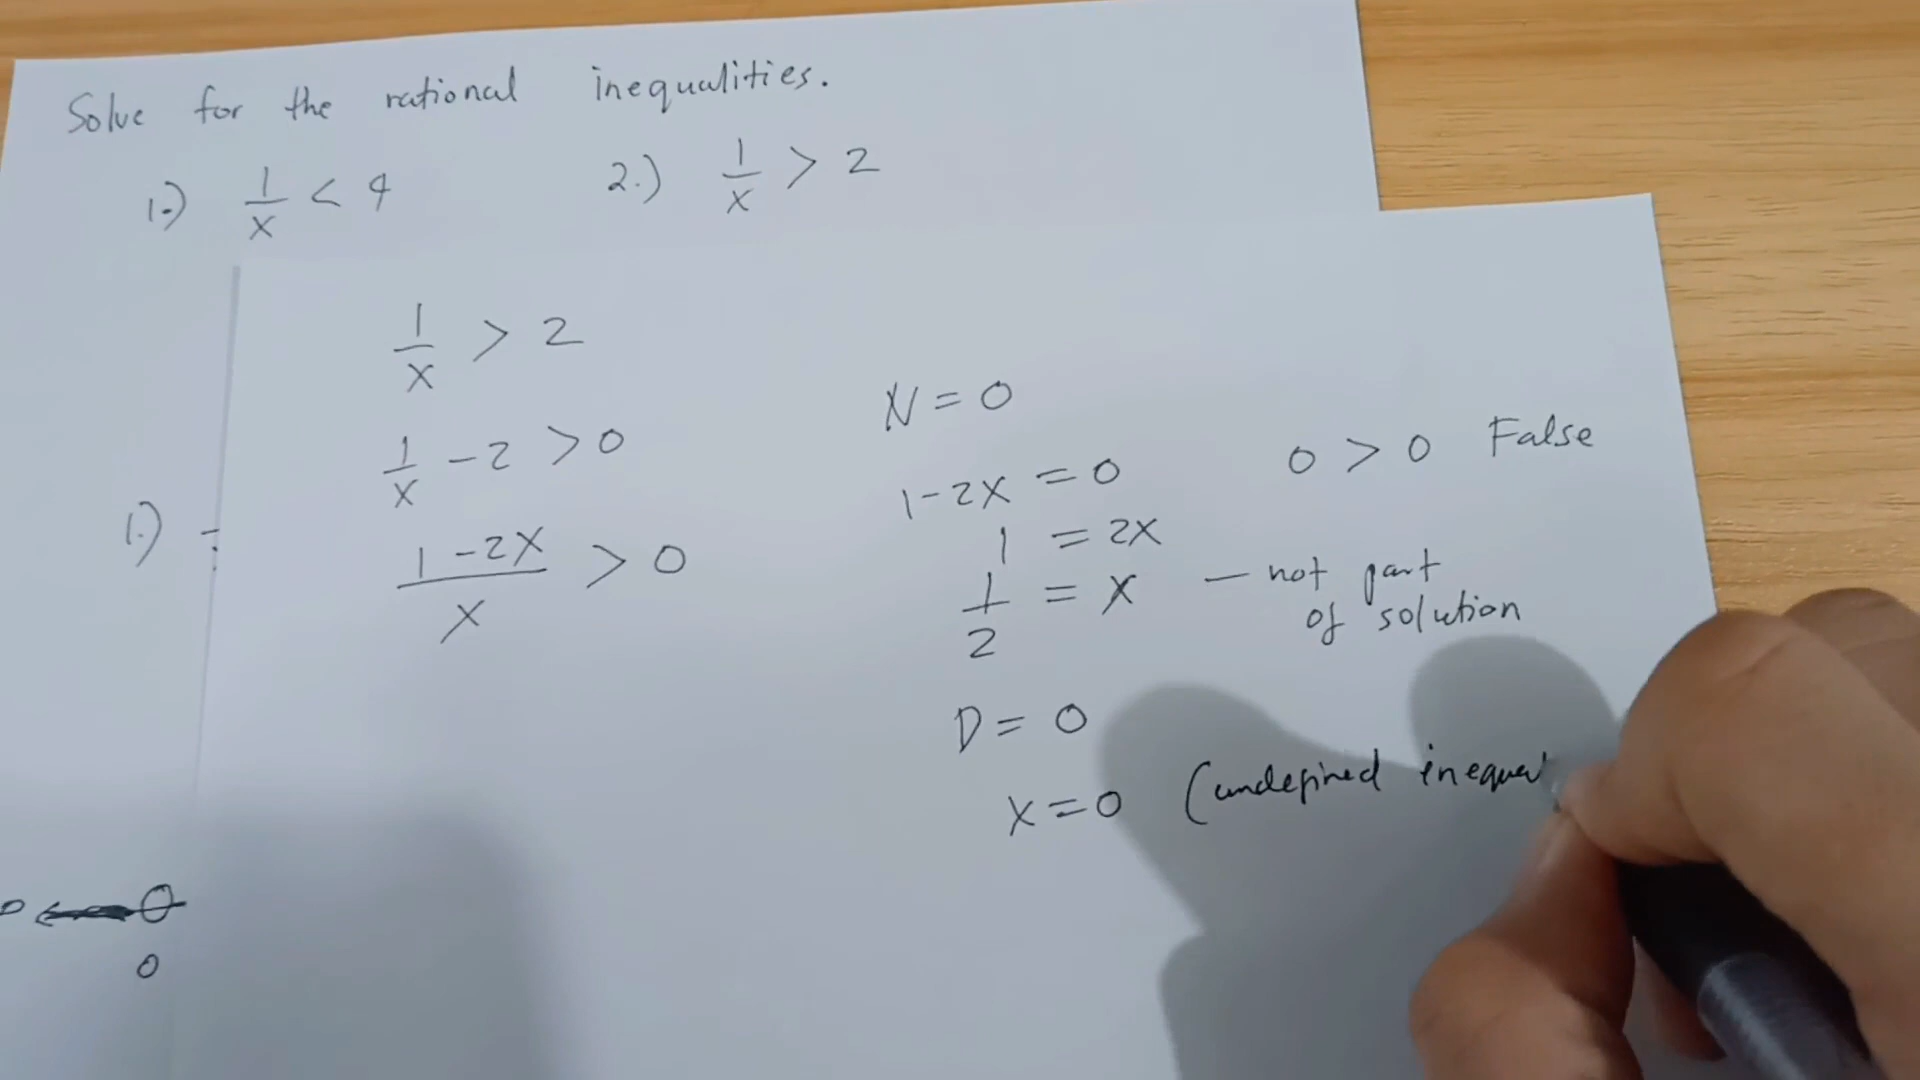 Solve for the rational inequalities.
1.) 1/x < 4 2.) 1/x > 2
1/x > 2
1/x - 2 > 0
1.)
(1 - 2x)/x > 0
N = 0
1 - 2x = 0 0 > 0 False
1 = 2x
1/2 = x — not part
of solution
D = 0
x = 0 (undefined inequa
0